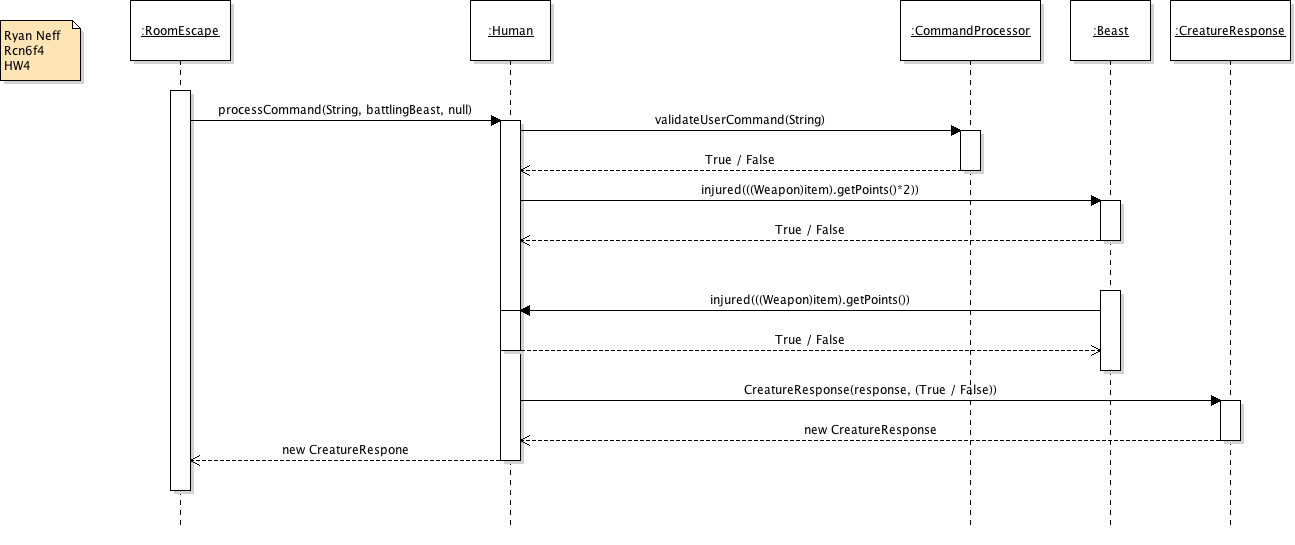 :RoomEscape
:Human
:CommandProcessor
:Beast
:CreatureResponse
Ryan Neff
Rcn6f4
HW4
processCommand(String, battlingBeast, null)
validateUserCommand(String)
True / False
injured(((Weapon)item).getPoints()*2))
True / False
injured(((Weapon)item).getPoints())
True / False
CreatureResponse(response, (True / False))
new CreatureResponse
new CreatureRespone